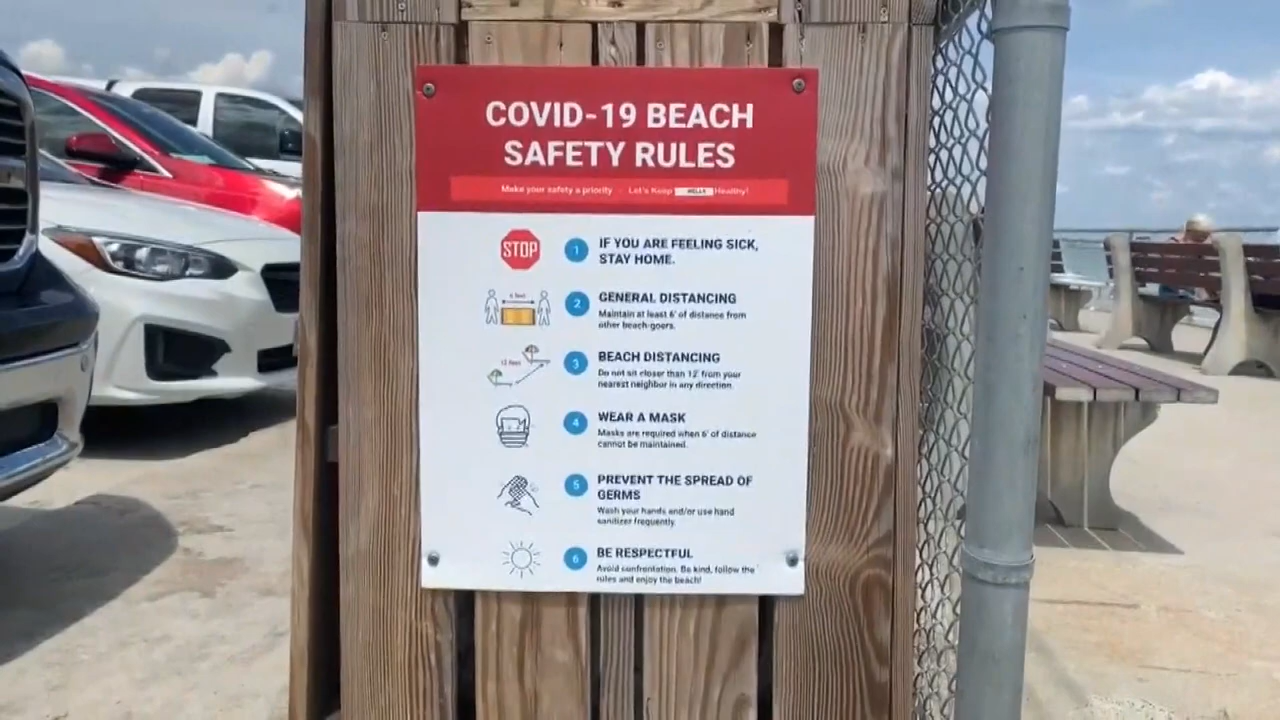 COVID-19 BEACH
SAFETY RULES
Make your safety a priority - Let's Keep Healthy!
STOP
1
IF YOU ARE FEELING SICK,
STAY HOME.
6 feet
2
GENERAL DISTANCING
Maintain at least 6' of distance from
other beach-goers.
12 feet
3
BEACH DISTANCING
Do not sit closer than 12' from your
nearest neighbor in any direction.
4
WEAR A MASK
Masks are required when 6' of distance
cannot be maintained.
5
PREVENT THE SPREAD OF
GERMS
Wash your hands and/or use hand
sanitizer frequently.
6
BE RESPECTFUL
Avoid confrontation. Be kind, follow the
rules and enjoy the beach!